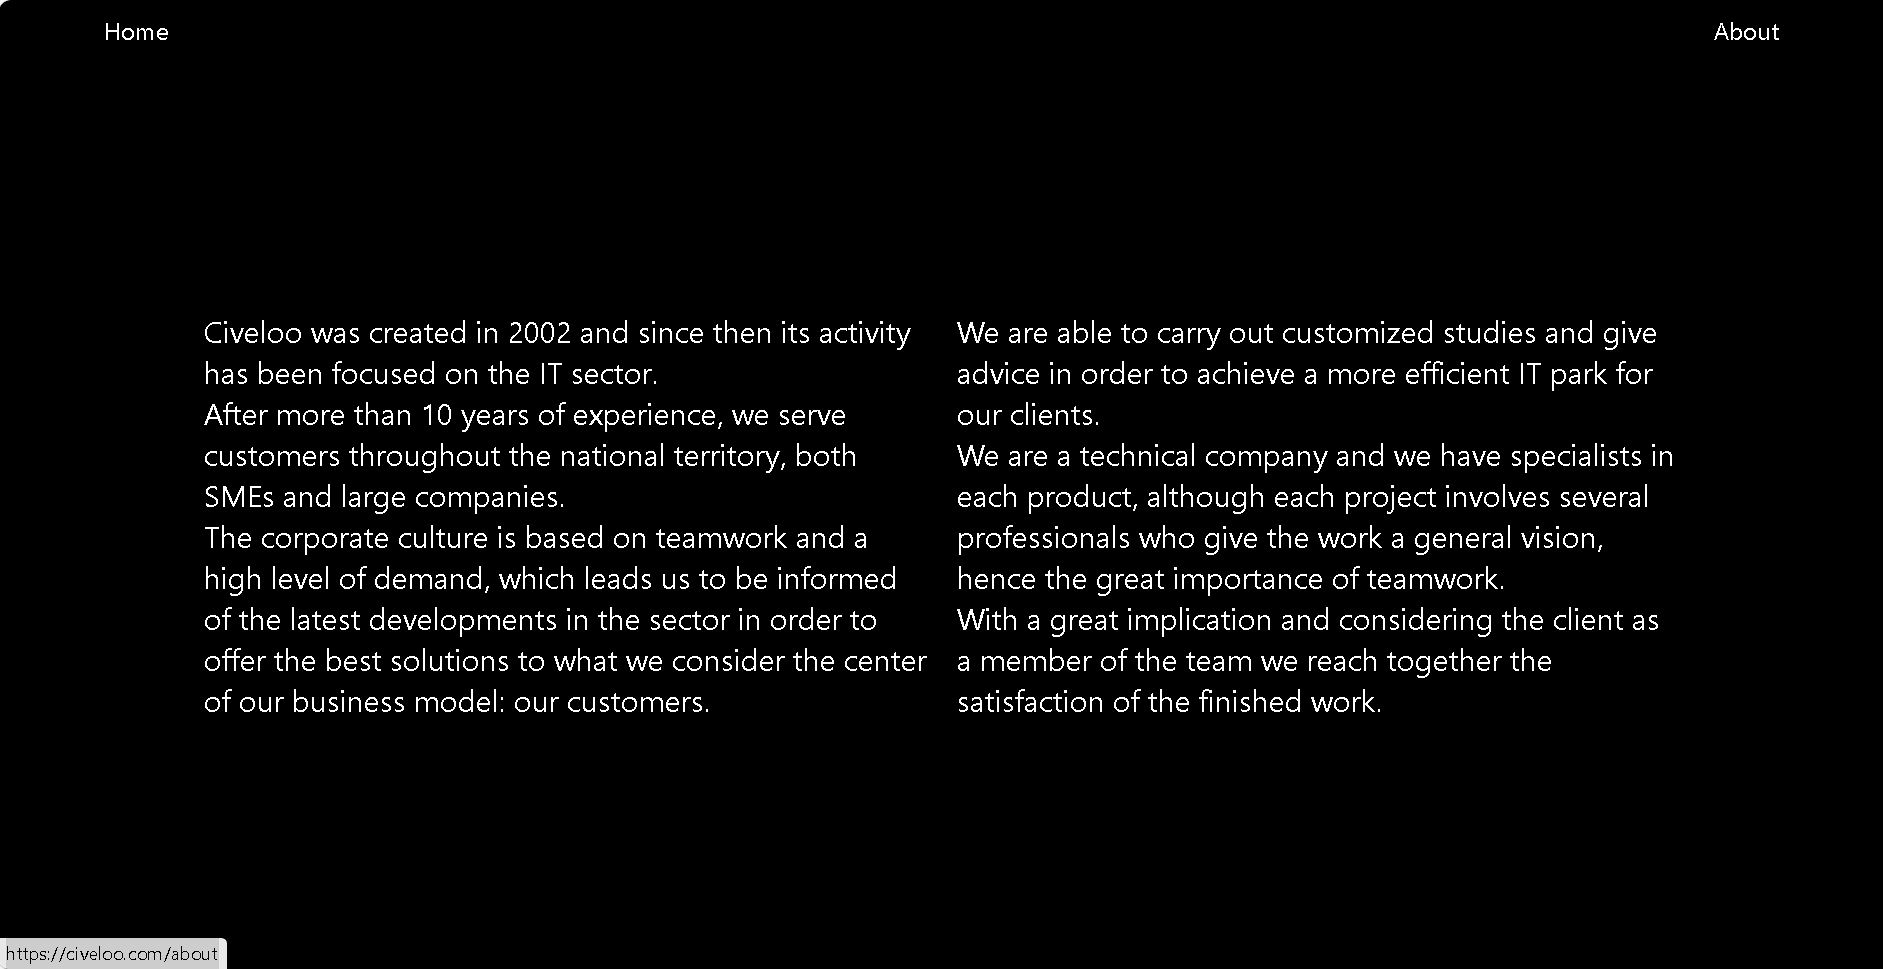 Home
About
Civeloo was created in 2002 and since then its activity
has been focused on the IT sector.
After more than 10 years of experience, we serve
customers throughout the national territory, both
SMEs and large companies.
The corporate culture is based on teamwork and a
high level of demand, which leads us to be informed
of the latest developments in the sector in order to
offer the best solutions to what we consider the center
of our business model: our customers.
We are able to carry out customized studies and give
advice in order to achieve a more efficient IT park for
our clients.
We are a technical company and we have specialists in
each product, although each project involves several
professionals who give the work a general vision,
hence the great importance of teamwork.
With a great implication and considering the client as
a member of the team we reach together the
satisfaction of the finished work.
https://civeloo.com/about